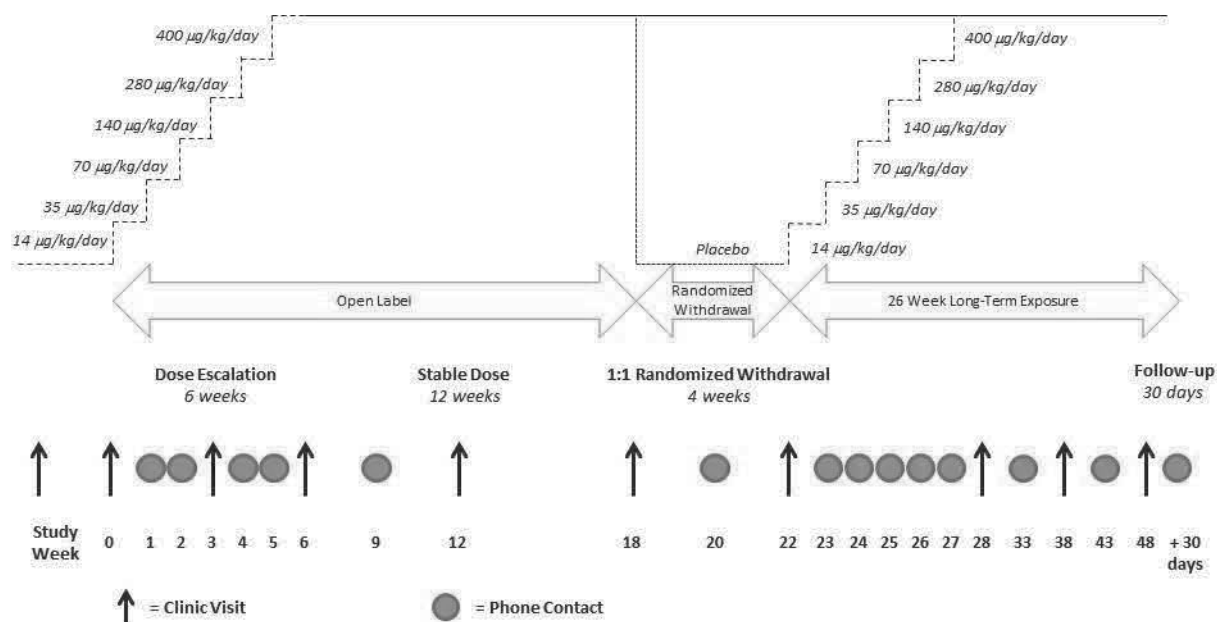 400 µg/kg/day
280 µg/kg/day
140 µg/kg/day
70 µg/kg/day
35 µg/kg/day
14 µg/kg/day
Placebo
400 µg/kg/day
280 µg/kg/day
140 µg/kg/day
70 µg/kg/day
35 µg/kg/day
14 µg/kg/day
Open Label
Randomized
Withdrawal
26 Week Long-Term Exposure
Dose Escalation
6 weeks
Stable Dose
12 weeks
1:1 Randomized Withdrawal
4 weeks
Follow-up
30 days
Study
Week
0 1 2 3 4 5 6 9 12 18 20 22 23 24 25 26 27 28 33 38 43 48 + 30
days
= Clinic Visit
= Phone Contact